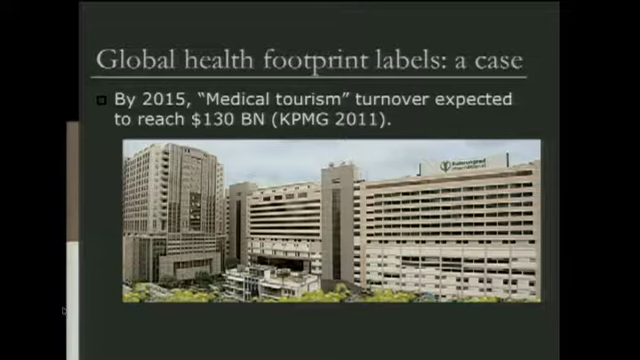 Global health footprint labels: a case
By 2015, “Medical tourism” turnover expected
to reach $130 BN (KPMG 2011).